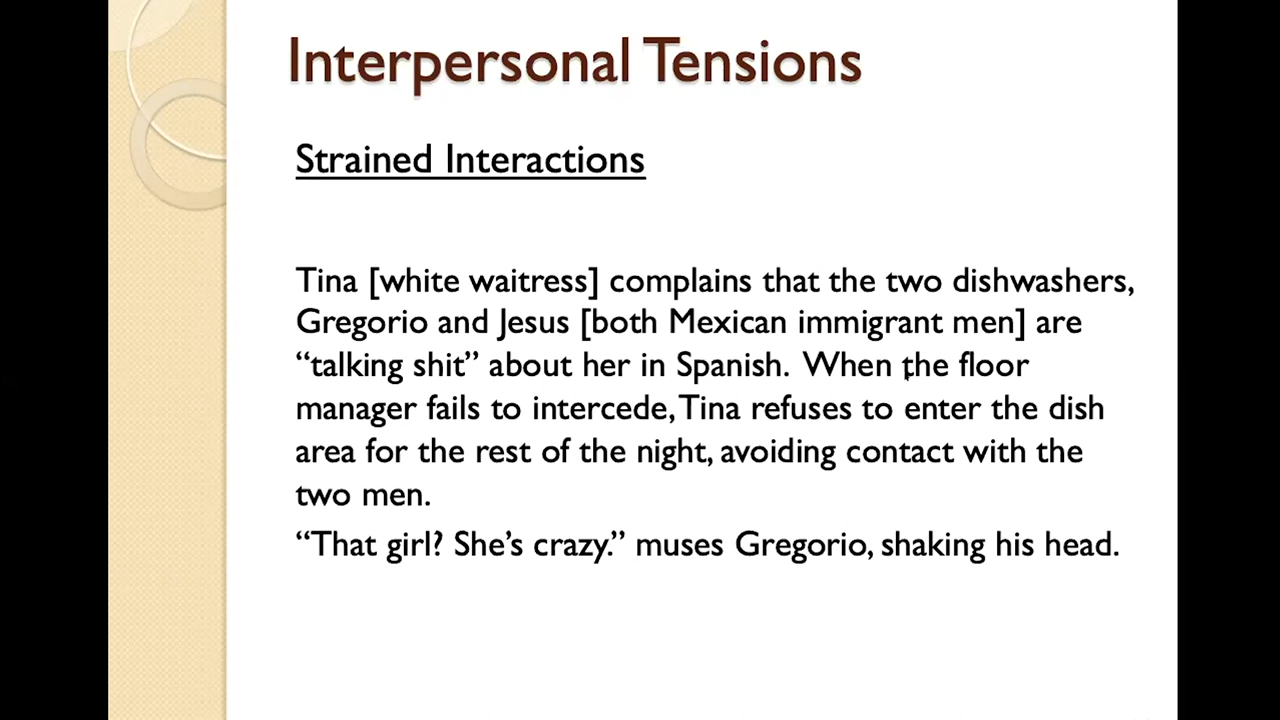 Interpersonal Tensions
Strained Interactions
Tina [white waitress] complains that the two dishwashers,
Gregorio and Jesus [both Mexican immigrant men] are
“talking shit” about her in Spanish.  When the floor
manager fails to intercede, Tina refuses to enter the dish
area for the rest of the night, avoiding contact with the
two men.
“That girl? She’s crazy.” muses Gregorio, shaking his head.